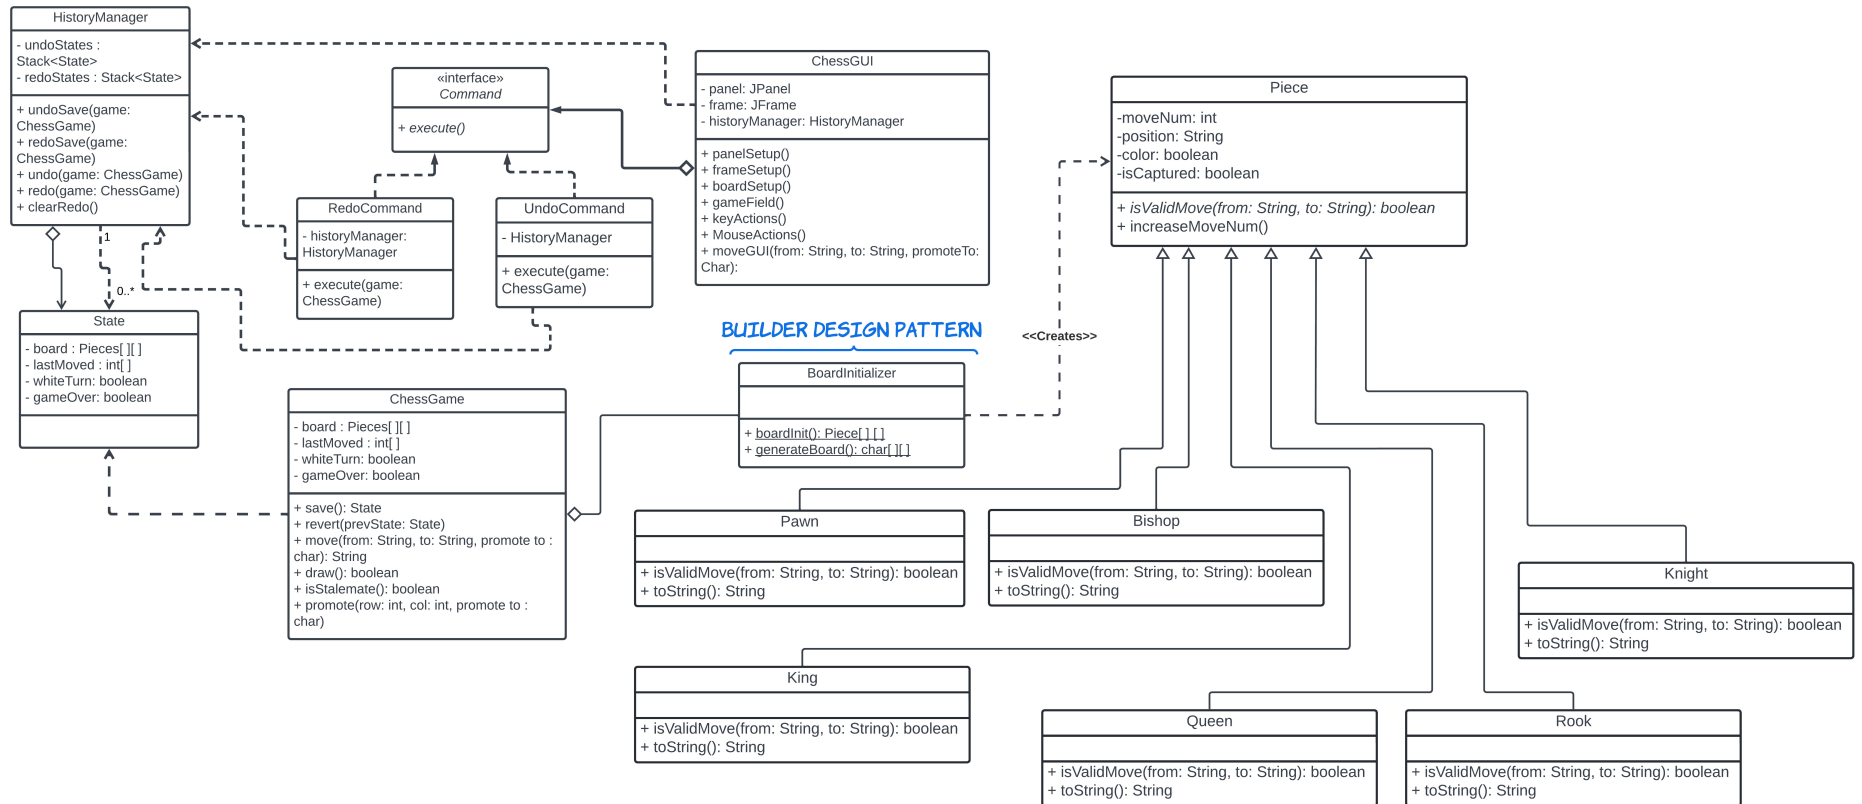 HistoryManager
- undoStates :
Stack<State>
- redoStates : Stack<State>
+ undoSave(game:
ChessGame)
+ redoSave(game:
ChessGame)
+ undo(game: ChessGame)
+ redo(game: ChessGame)
+ clearRedo()
1
0..*
State
- board : Pieces[ ][ ]
- lastMoved : int[ ]
- whiteTurn: boolean
- gameOver: boolean
«interface»
Command
+ execute()
RedoCommand
- historyManager:
HistoryManager
+ execute(game:
ChessGame)
UndoCommand
- HistoryManager
+ execute(game:
ChessGame)
ChessGUI
- panel: JPanel
- frame: JFrame
- historyManager: HistoryManager
+ panelSetup()
+ frameSetup()
+ boardSetup()
+ gameField()
+ keyActions()
+ MouseActions()
+ moveGUI(from: String, to: String, promoteTo:
Char):
BUILDER DESIGN PATTERN
BoardInitializer
+ boardInit(): Piece[ ] [ ]
+ generateBoard(): char[ ][ ]
<<Creates>>
ChessGame
- board : Pieces[ ][ ]
- lastMoved : int[ ]
- whiteTurn: boolean
- gameOver: boolean
+ save(): State
+ revert(prevState: State)
+ move(from: String, to: String, promote to :
char): String
+ draw(): boolean
+ isStalemate(): boolean
+ promote(row: int, col: int, promote to :
char)
Piece
-moveNum: int
-position: String
-color: boolean
-isCaptured: boolean
+ isValidMove(from: String, to: String): boolean
+ increaseMoveNum()
Pawn
+ isValidMove(from: String, to: String): boolean
+ toString(): String
Bishop
+ isValidMove(from: String, to: String): boolean
+ toString(): String
Knight
+ isValidMove(from: String, to: String): boolean
+ toString(): String
King
+ isValidMove(from: String, to: String): boolean
+ toString(): String
Queen
+ isValidMove(from: String, to: String): boolean
+ toString(): String
Rook
+ isValidMove(from: String, to: String): boolean
+ toString(): String